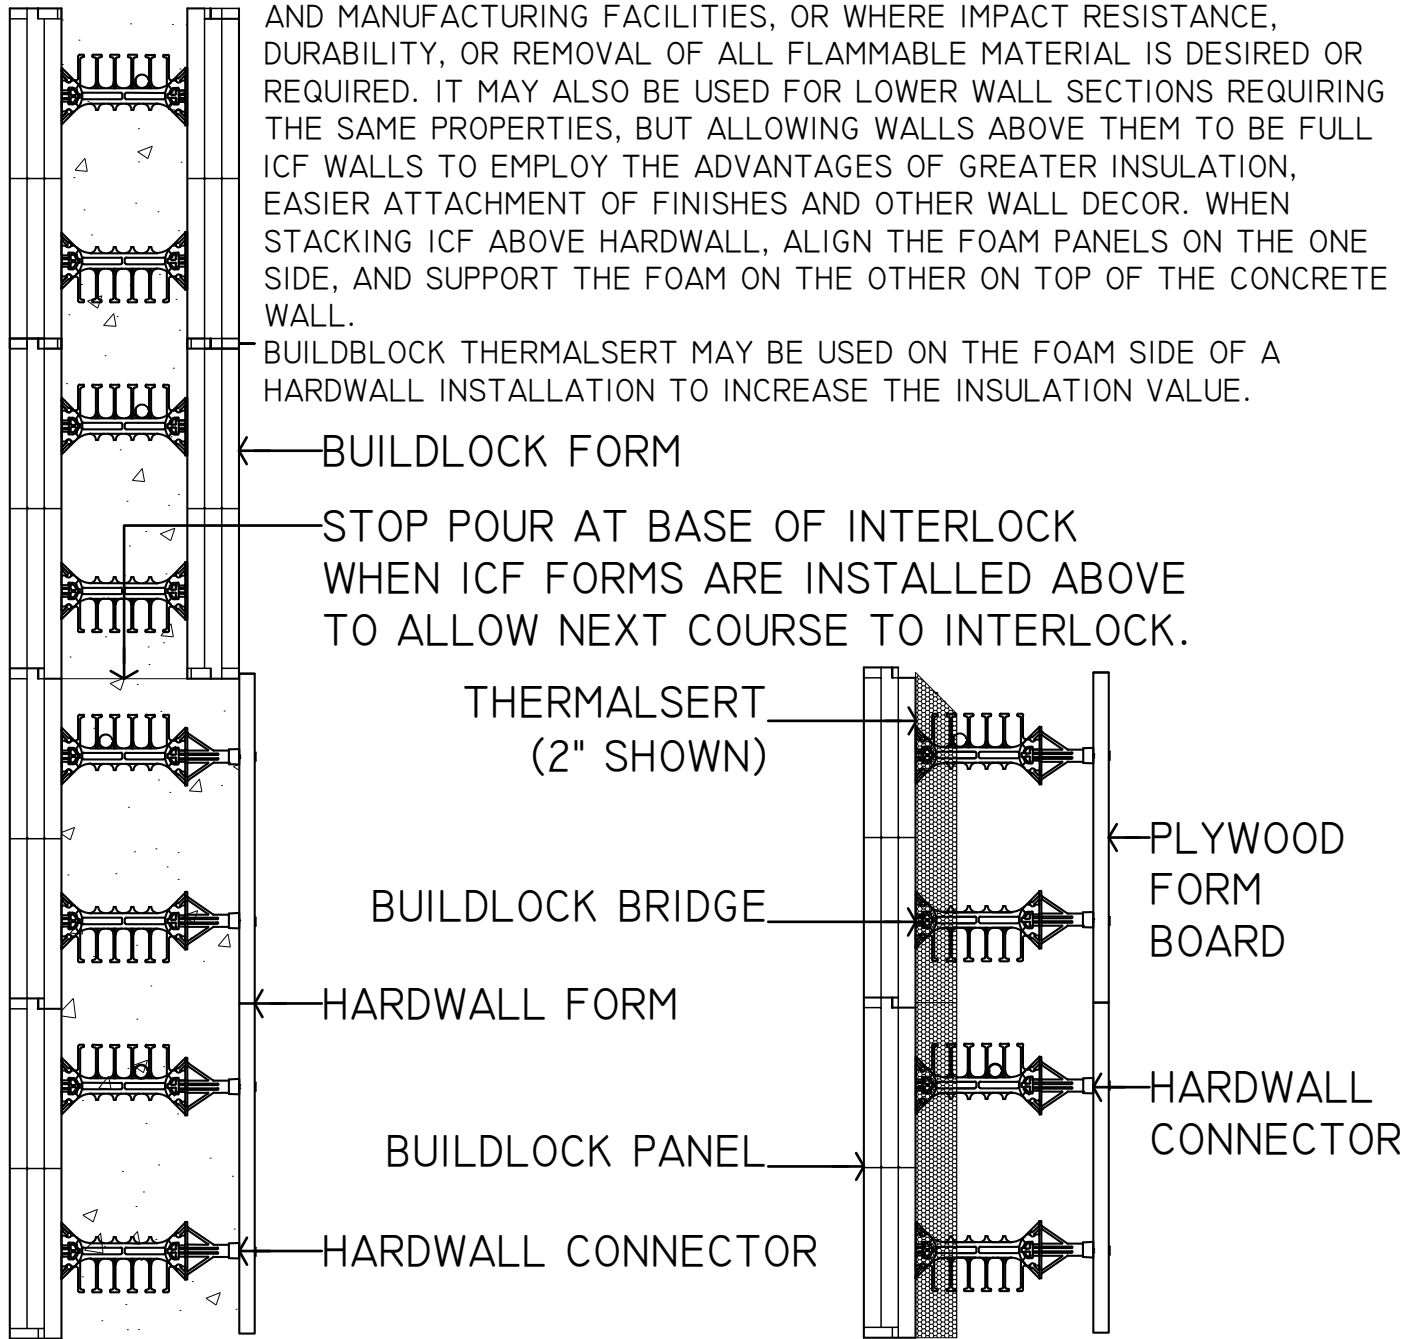 AND MANUFACTURING FACILITIES, OR WHERE IMPACT RESISTANCE,
DURABILITY, OR REMOVAL OF ALL FLAMMABLE MATERIAL IS DESIRED OR
REQUIRED. IT MAY ALSO BE USED FOR LOWER WALL SECTIONS REQUIRING
THE SAME PROPERTIES, BUT ALLOWING WALLS ABOVE THEM TO BE FULL
ICF WALLS TO EMPLOY THE ADVANTAGES OF GREATER INSULATION,
EASIER ATTACHMENT OF FINISHES AND OTHER WALL DECOR. WHEN
STACKING ICF ABOVE HARDWALL, ALIGN THE FOAM PANELS ON THE ONE
SIDE, AND SUPPORT THE FOAM ON THE OTHER ON TOP OF THE CONCRETE
WALL.
BUILDBLOCK THERMALSERT MAY BE USED ON THE FOAM SIDE OF A
HARDWALL INSTALLATION TO INCREASE THE INSULATION VALUE.
BUILDLOCK FORM
STOP POUR AT BASE OF INTERLOCK
WHEN ICF FORMS ARE INSTALLED ABOVE
TO ALLOW NEXT COURSE TO INTERLOCK.
THERMALSERT
(2" SHOWN)
PLYWOOD
FORM
BOARD
BUILDLOCK BRIDGE
HARDWALL FORM
HARDWALL
CONNECTOR
BUILDLOCK PANEL
HARDWALL CONNECTOR